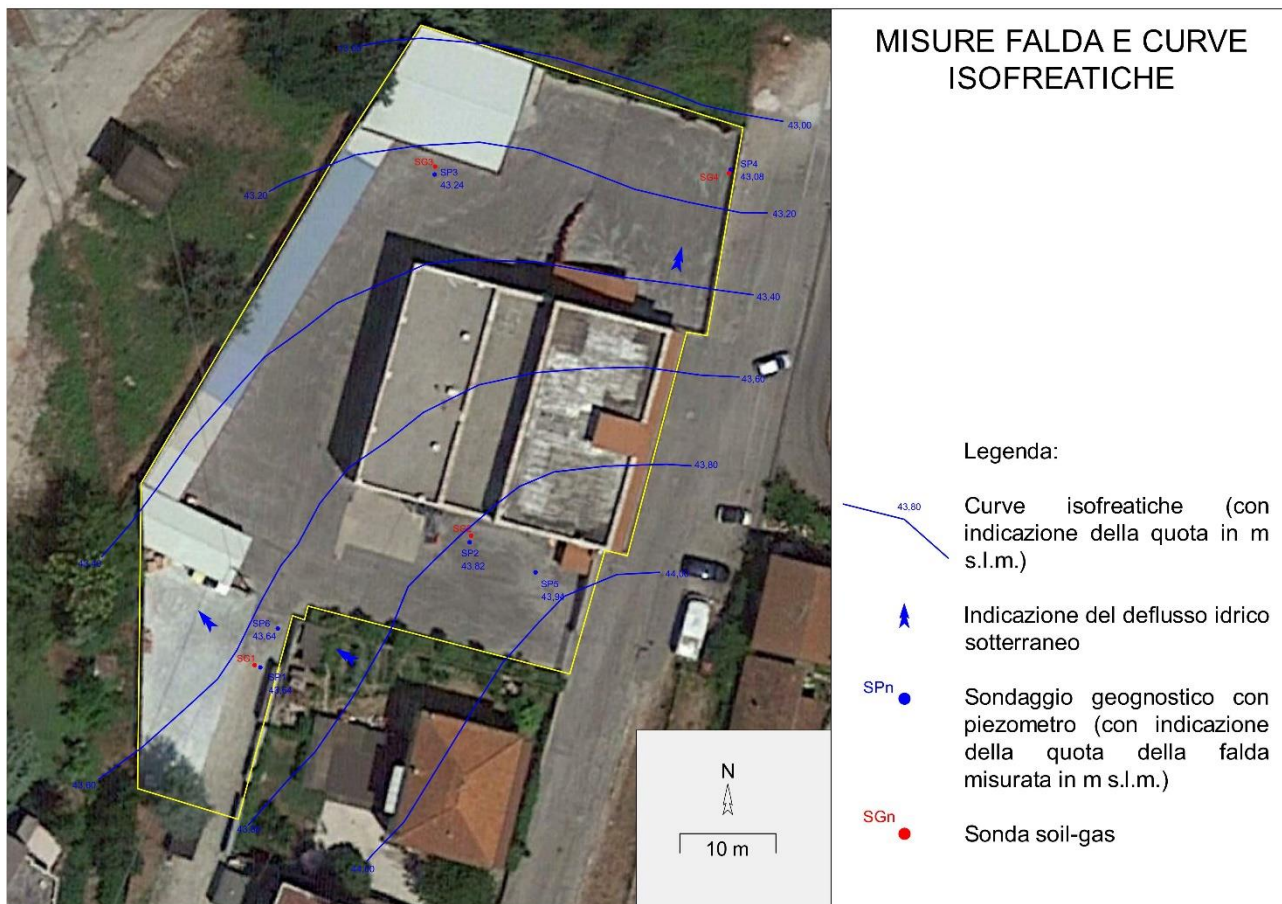 MISURE FALDA E CURVE
ISOFREATICHE
43,00
SG3
SP3
43,24
SP4
SG4
43,08
43,20
43,20
43,40
43,60
43,80
SP2
43,82
SP5
43,94
SP6
43,64
SG1
SP1
43,60
N
10 m
Legenda:
43,80
Curve isofreatiche (con
indicazione della quota in m
s.l.m.)
Indicazione del deflusso idrico
sotterraneo
SPn
Sondaggio geognostico con
piezometro (con indicazione
della quota della falda
misurata in m s.l.m.)
SGn
Sonda soil-gas